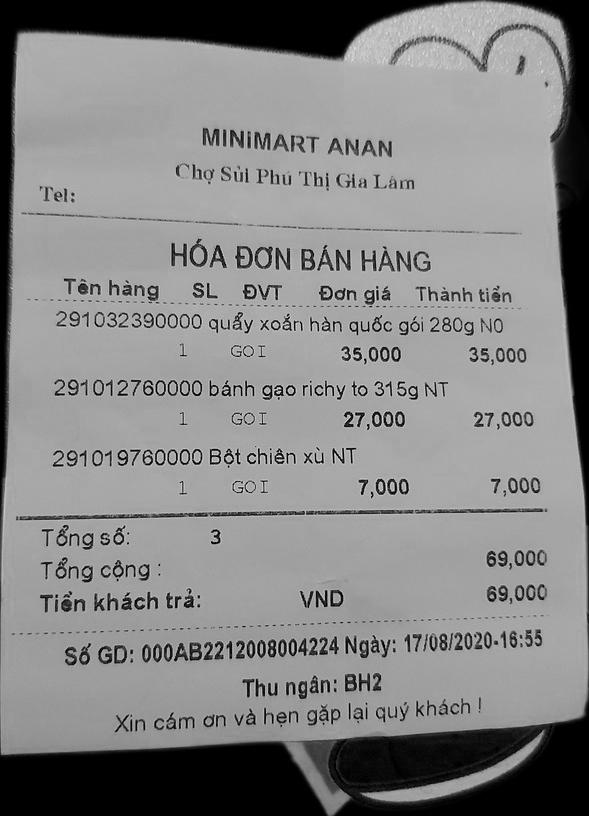 MINiMART ANAN
Chợ Sủi Phú Thị Gia Lâm
Tel:
HÓA ĐƠN BÁN HÀNG
Tên hàng SL ĐVT Đơn giá Thành tiền
291032390000 quẩy xoắn hàn quốc gói 280g N0
1 GOI 35,000 35,000
291012760000 bánh gạo richy to 315g NT
1 GOI 27,000 27,000
291019760000 Bột chiên xù NT
1 GOI 7,000 7,000
Tổng số: 3
Tổng cộng : 69,000
Tiền khách trả: VND 69,000
Số GD: 000AB2212008004224 Ngày: 17/08/2020-16:55
Thu ngân: BH2
Xin cám ơn và hẹn gặp lại quý khách !